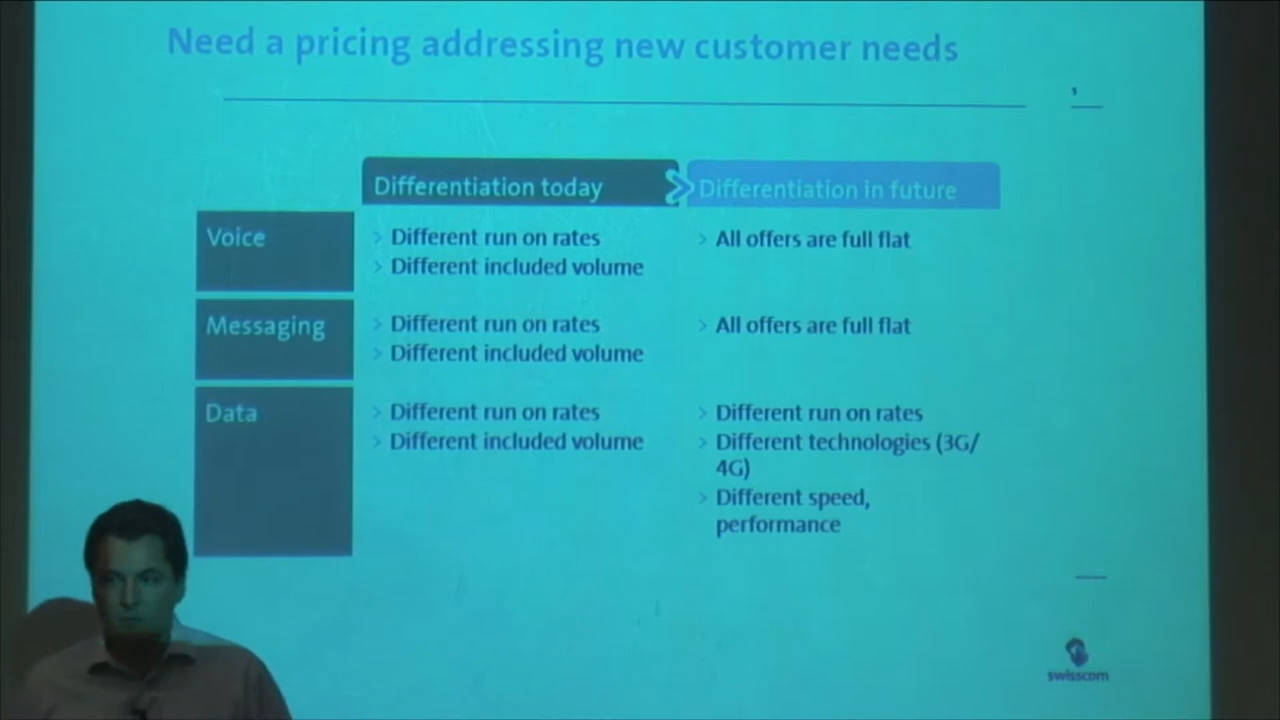 Need a pricing addressing new customer needs
Differentiation today
Differentiation in future
Voice
Different run on rates
Different included volume
All offers are full flat
Messaging
Different run on rates
Different included volume
All offers are full flat
Data
Different run on rates
Different included volume
Different run on rates
Different technologies (3G/
4G)
Different speed,
performance
swisscom